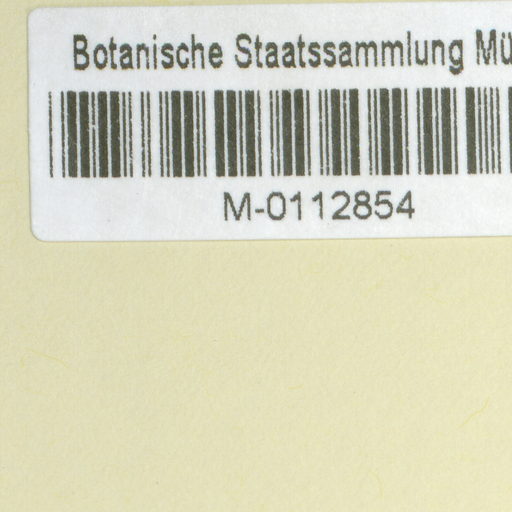 Botanische Staatssammlung Mü
M-0112854